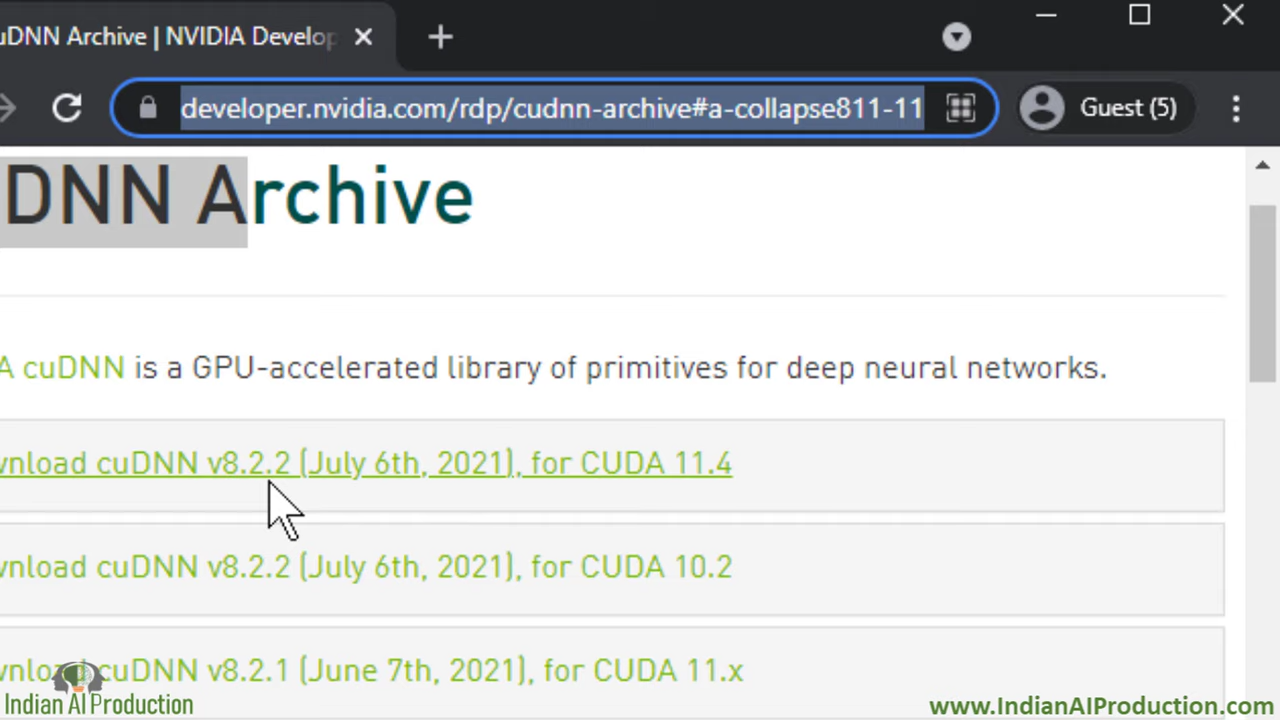 uDNN Archive | NVIDIA Develop
developer.nvidia.com/rdp/cudnn-archive#a-collapse811-11
Guest (5)
DNN Archive
A cuDNN is a GPU-accelerated library of primitives for deep neural networks.
wnload cuDNN v8.2.2 (July 6th, 2021), for CUDA 11.4
wnload cuDNN v8.2.2 (July 6th, 2021), for CUDA 10.2
wnload cuDNN v8.2.1 (June 7th, 2021), for CUDA 11.x
Indian AI Production
www.IndianAIProduction.com